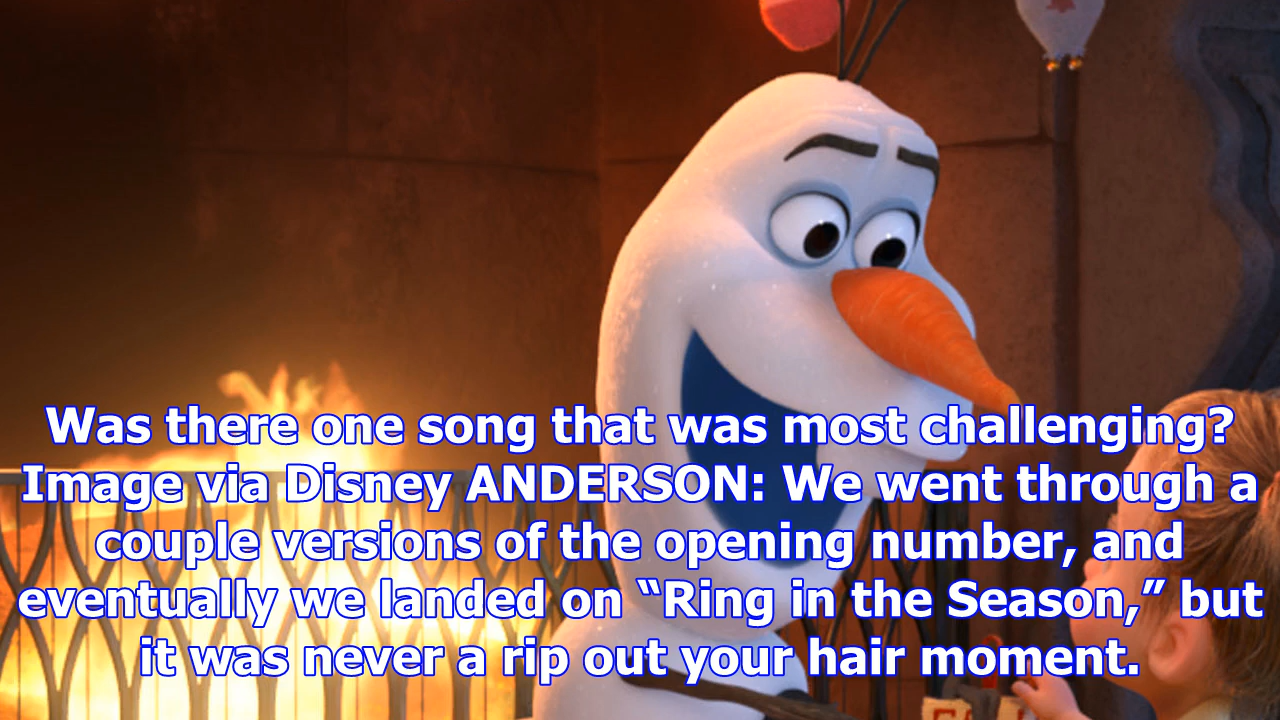 Was there one song that was most challenging?
Image via Disney ANDERSON: We went through a
couple versions of the opening number, and
eventually we landed on “Ring in the Season,” but
it was never a rip out your hair moment.